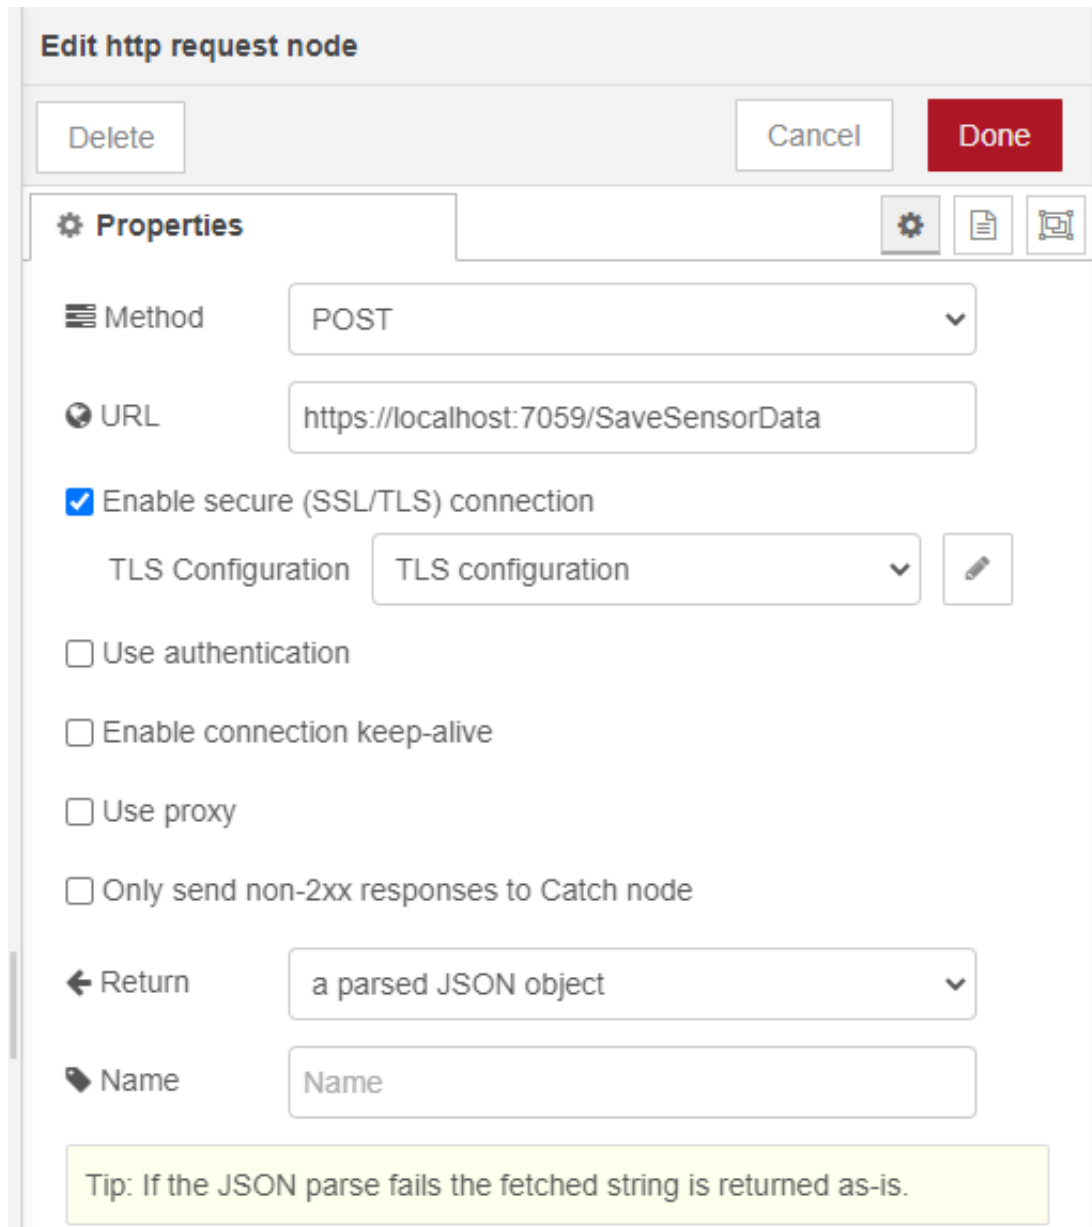 Edit http request node
Delete
Cancel
Done
Properties
Method
POST
URL
https://localhost:7059/SaveSensorData
Enable secure (SSL/TLS) connection
TLS Configuration
TLS configuration
Use authentication
Enable connection keep-alive
Use proxy
Only send non-2xx responses to Catch node
Return
a parsed JSON object
Name
Name
Tip: If the JSON parse fails the fetched string is returned as-is.